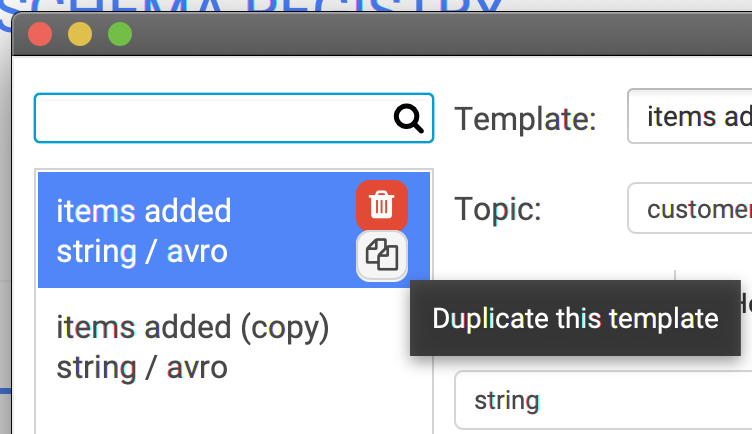 SCHEMA REGISTRY
Template:
items ad
items added
string / avro
Topic:
customer
Duplicate this template
items added (copy)
string / avro
string